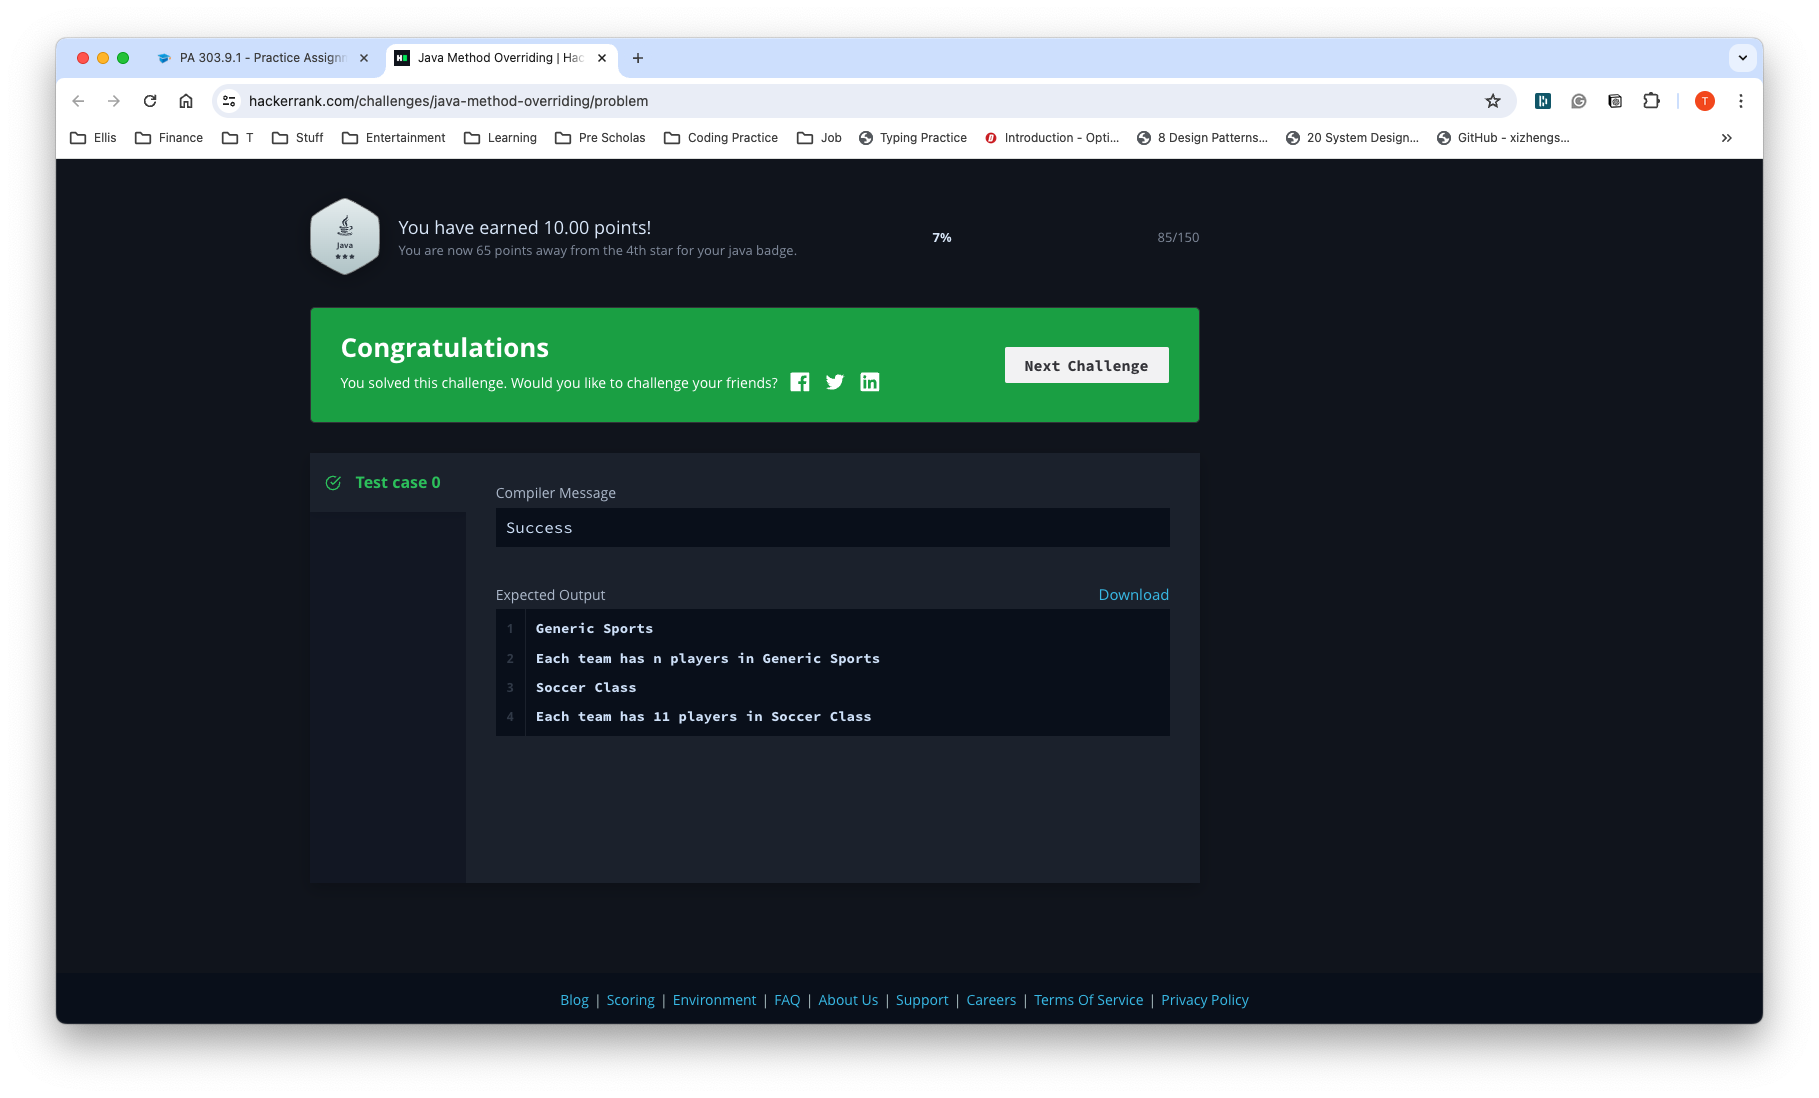 PA 303.9.1 - Practice Assignm
Java Method Overriding | Hac
hackerrank.com/challenges/java-method-overriding/problem
T
Ellis
Finance
T
Stuff
Entertainment
Learning
Pre Scholas
Coding Practice
Job
Typing Practice
Introduction - Opti...
8 Design Patterns...
20 System Design...
GitHub - xizhengs...
Java
You have earned 10.00 points!
You are now 65 points away from the 4th star for your java badge.
7%
85/150
Congratulations
You solved this challenge. Would you like to challenge your friends?
Next Challenge
Test case 0
Compiler Message
Success
Expected Output
Download
1 Generic Sports
2 Each team has n players in Generic Sports
3 Soccer Class
4 Each team has 11 players in Soccer Class
Blog | Scoring | Environment | FAQ | About Us | Support | Careers | Terms Of Service | Privacy Policy